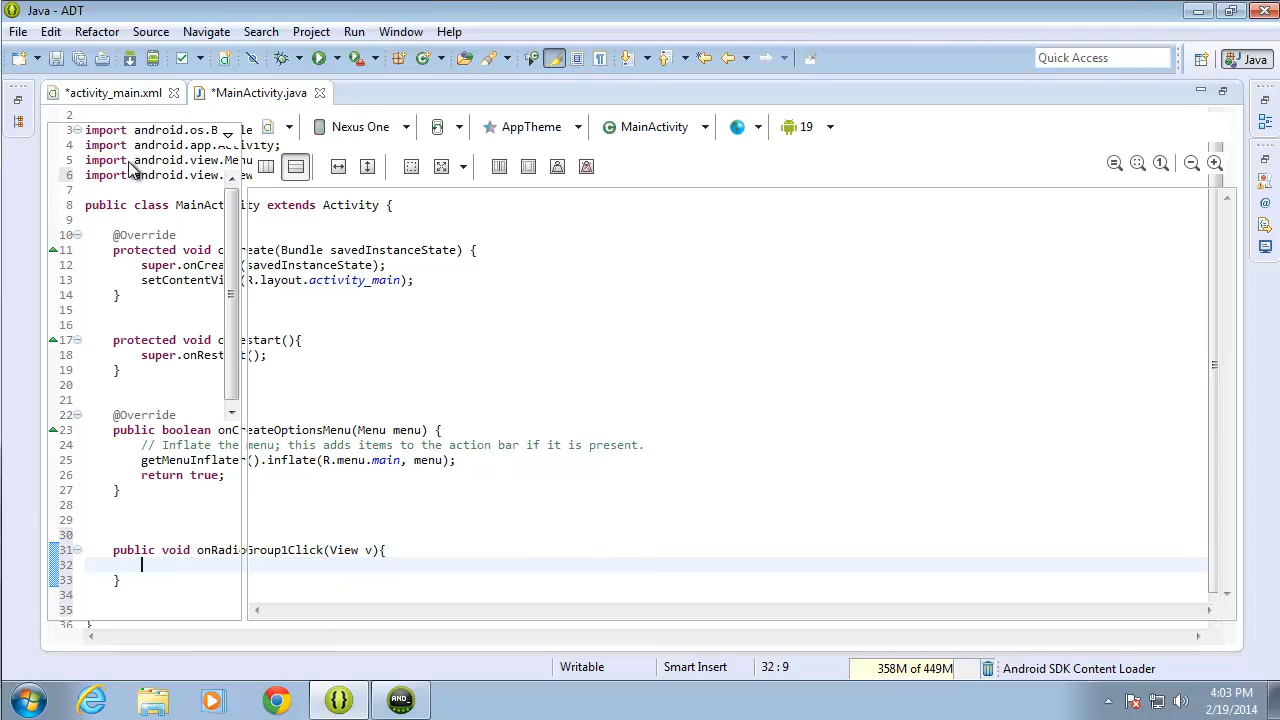 Java - ADT
File Edit Refactor Source Navigate Search Project Run Window Help
Quick Access
Java
*activity_main.xml
*MainActivity.java
Nexus One
AppTheme
MainActivity
19
2
3 import android.os.B le
4 import android.app.Activity;
5 import android.view.Menu
6 import android.view.
7
8 public class MainActivity extends Activity {
9
10 @Override
11 protected void c reate(Bundle savedInstanceState) {
12 super.onCre (savedInstanceState);
13 setContentVi (R.layout.activity_main);
14 }
15
16
17 protected void c estart(){
18 super.onRes t();
19 }
20
21
22 @Override
23 public boolean onCreateOptionsMenu(Menu menu) {
24 // Inflate the menu; this adds items to the action bar if it is present.
25 getMenuInflater().inflate(R.menu.main, menu);
26 return true;
27 }
28
29
30
31 public void onRadioGroup1Click(View v){
32
33 }
34
35
36 }
Writable
Smart Insert
32 : 9
358M of 449M
Android SDK Content Loader
AND_
4:03 PM
2/19/2014